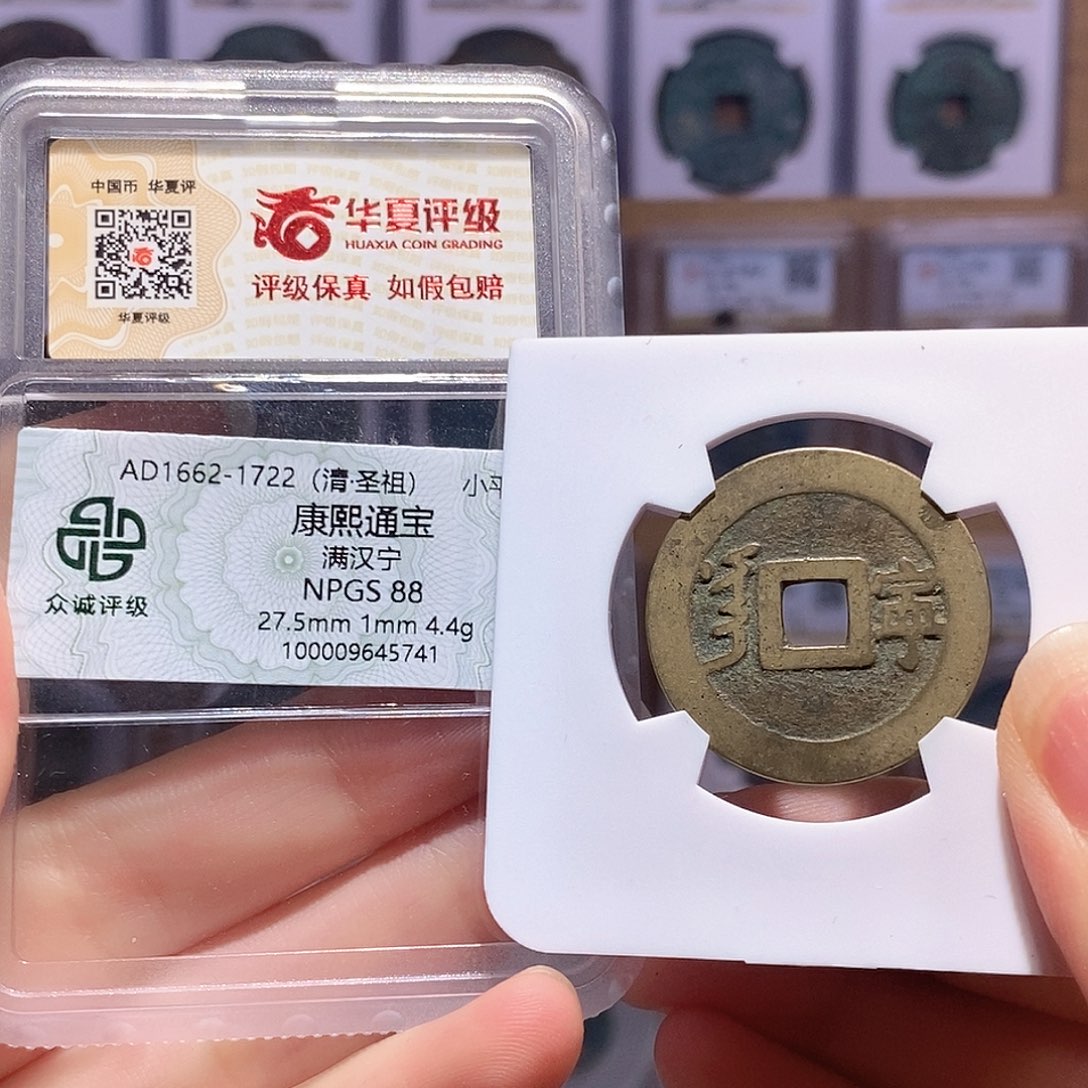 中国币 华夏评
华夏评级
HUAXIA COIN GRADING
评级保真 如假包赔
华夏评级
AD1662-1722（清·圣祖） 小平
康熙通宝
满汉宁
NPGS 88
27.5mm 1mm 4.4g
100009645741
众诚评级
寧